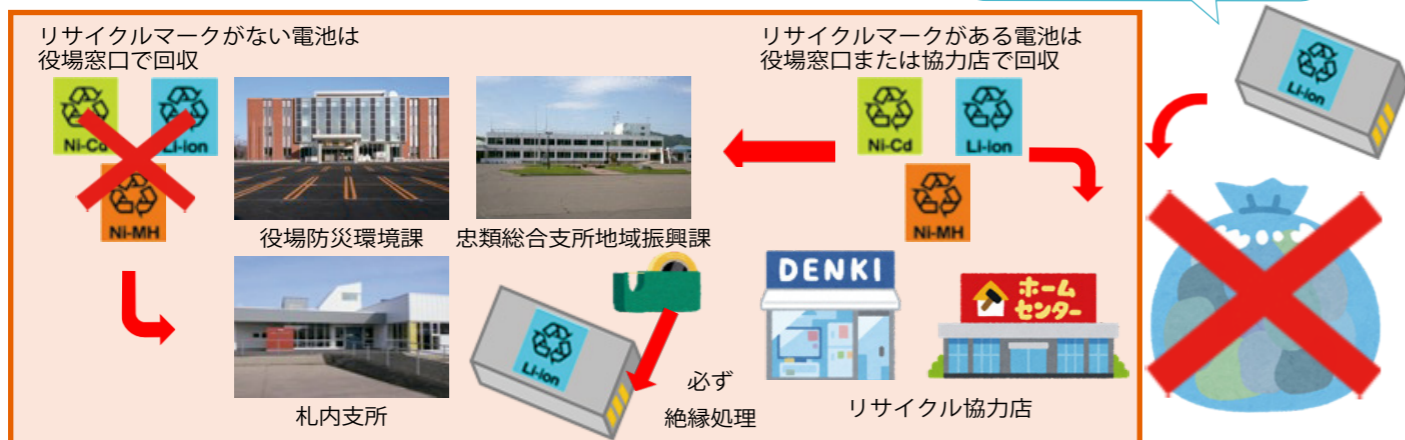 リサイクルマークがない電池は
役場窓口で回収
Ni-Cd
Li-ion
Ni-MH
役場防災環境課
忠類総合支所地域振興課
札内支所
Li-ion
必ず
絶縁処理
リサイクルマークがある電池は
役場窓口または協力店で回収
Ni-Cd
Li-ion
Ni-MH
DENKI
ホーム
センター
リサイクル協力店
Li-ion